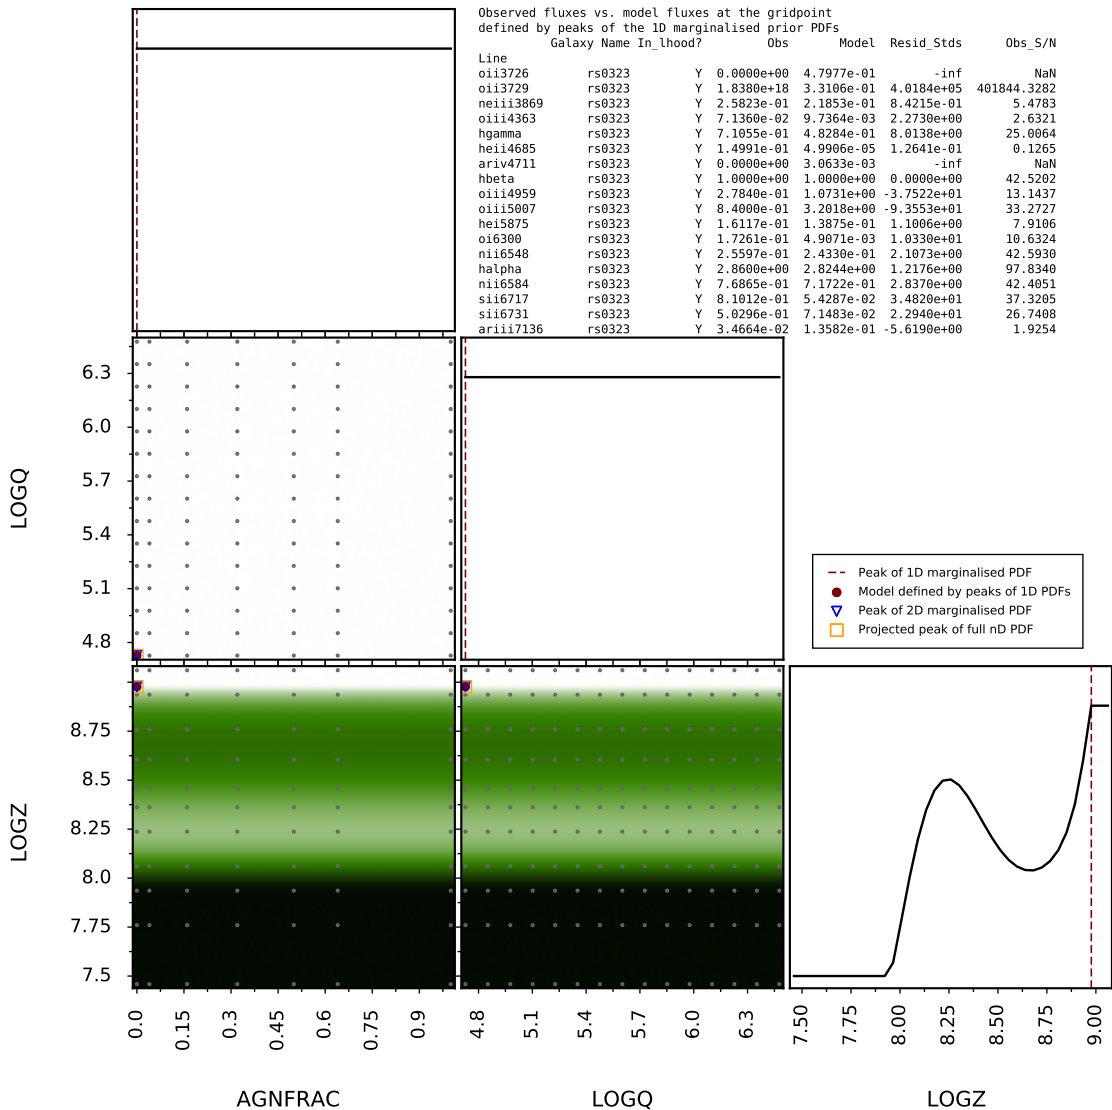 Observed fluxes vs. model fluxes at the gridpoint
defined by peaks of the 1D marginalised prior PDFs
Galaxy Name In_lhood? Obs Model Resid_Stds Obs_S/N
Line
oii3726 rs0323 Y 0.0000e+00 4.7977e-01 -inf NaN
oii3729 rs0323 Y 1.8380e+18 3.3106e-01 4.0184e+05 401844.3282
neiii3869 rs0323 Y 2.5823e-01 2.1853e-01 8.4215e-01 5.4783
oiii4363 rs0323 Y 7.1360e-02 9.7364e-03 2.2730e+00 2.6321
hgamma rs0323 Y 7.1055e-01 4.8284e-01 8.0138e+00 25.0064
heii4685 rs0323 Y 1.4991e-01 4.9906e-05 1.2641e-01 0.1265
ariv4711 rs0323 Y 0.0000e+00 3.0633e-03 -inf NaN
hbeta rs0323 Y 1.0000e+00 1.0000e+00 0.0000e+00 42.5202
oiii4959 rs0323 Y 2.7840e-01 1.0731e+00 -3.7522e+01 13.1437
oiii5007 rs0323 Y 8.4000e-01 3.2018e+00 -9.3553e+01 33.2727
hei5875 rs0323 Y 1.6117e-01 1.3875e-01 1.1006e+00 7.9106
oi6300 rs0323 Y 1.7261e-01 4.9071e-03 1.0330e+01 10.6324
nii6548 rs0323 Y 2.5597e-01 2.4330e-01 2.1073e+00 42.5930
halpha rs0323 Y 2.8600e+00 2.8244e+00 1.2176e+00 97.8340
nii6584 rs0323 Y 7.6865e-01 7.1722e-01 2.8370e+00 42.4051
sii6717 rs0323 Y 8.1012e-01 5.4287e-02 3.4820e+01 37.3205
sii6731 rs0323 Y 5.0296e-01 7.1483e-02 2.2940e+01 26.7408
ariii7136 rs0323 Y 3.4664e-02 1.3582e-01 -5.6190e+00 1.9254
6.3
6.0
5.7
5.4
5.1
4.8
LOGQ
Peak of 1D marginalised PDF
Model defined by peaks of 1D PDFs
Peak of 2D marginalised PDF
Projected peak of full nD PDF
8.75
8.5
8.25
8.0
7.75
7.5
LOGZ
0.0 0.15 0.3 0.45 0.6 0.75 0.9
4.8 5.1 5.4 5.7 6.0 6.3
7.50 7.75 8.00 8.25 8.50 8.75 9.00
AGNFRAC LOGQ LOGZ